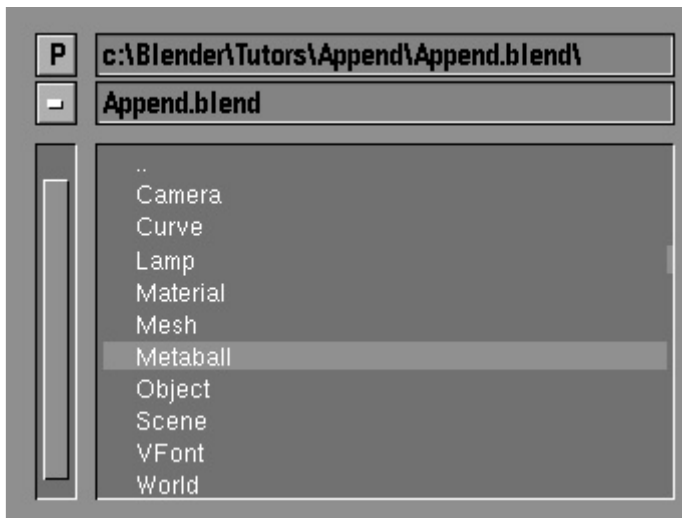 P
c:\Blender\Tutors\Append\Append.blend\
Append.blend
..
Camera
Curve
Lamp
Material
Mesh
Metaball
Object
Scene
VFont
World